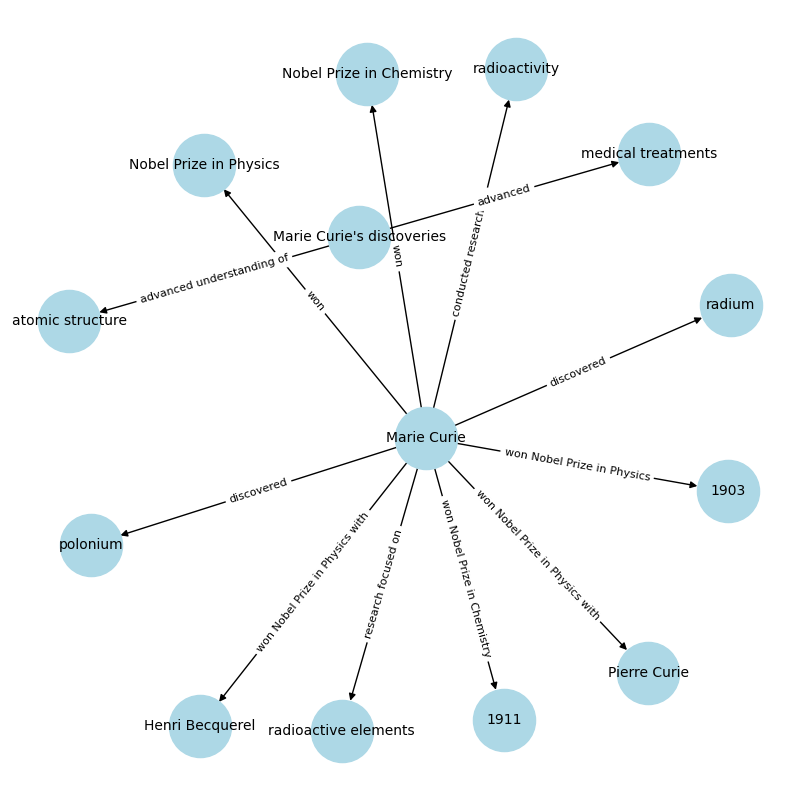 radioactivity
Nobel Prize in Chemistry
medical treatments
Nobel Prize in Physics
advanced
Marie Curie's discoveries
conducted research
won
advanced understanding of
won
radium
atomic structure
discovered
Marie Curie
won Nobel Prize in Physics
1903
discovered
polonium
won Nobel Prize in Physics with
won Nobel Prize in Physics with
won Nobel Prize in Chemistry
research focused on
Pierre Curie
1911
Henri Becquerel
radioactive elements